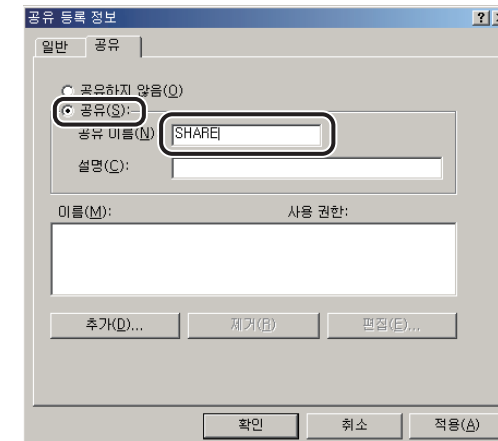 공유 등록 정보
일반 공유
공유하지 않음(O)
공유(S):
공유 이름(N) SHARE
설명(C):
이름(M): 사용 권한:
추가(D)... 제거(R) 편집(E)...
확인 취소 적용(A)